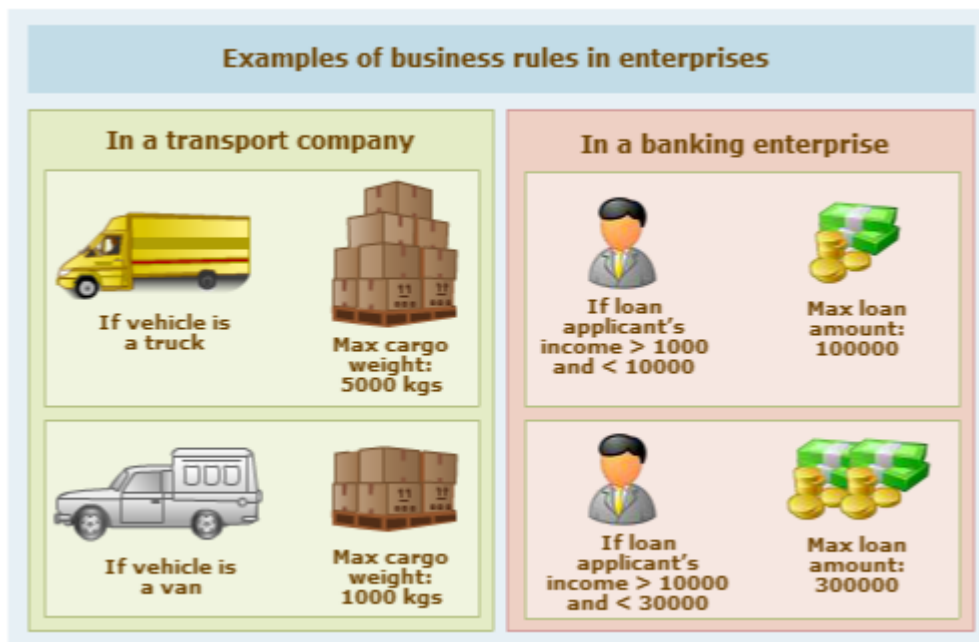 Examples of business rules in enterprises
In a transport company
If vehicle is
a truck
Max cargo
weight:
5000 kgs
If vehicle is
a van
Max cargo
weight:
1000 kgs
In a banking enterprise
If loan
applicant's
income > 1000
and < 10000
Max loan
amount:
100000
If loan
applicant's
income > 10000
and < 30000
Max loan
amount:
300000